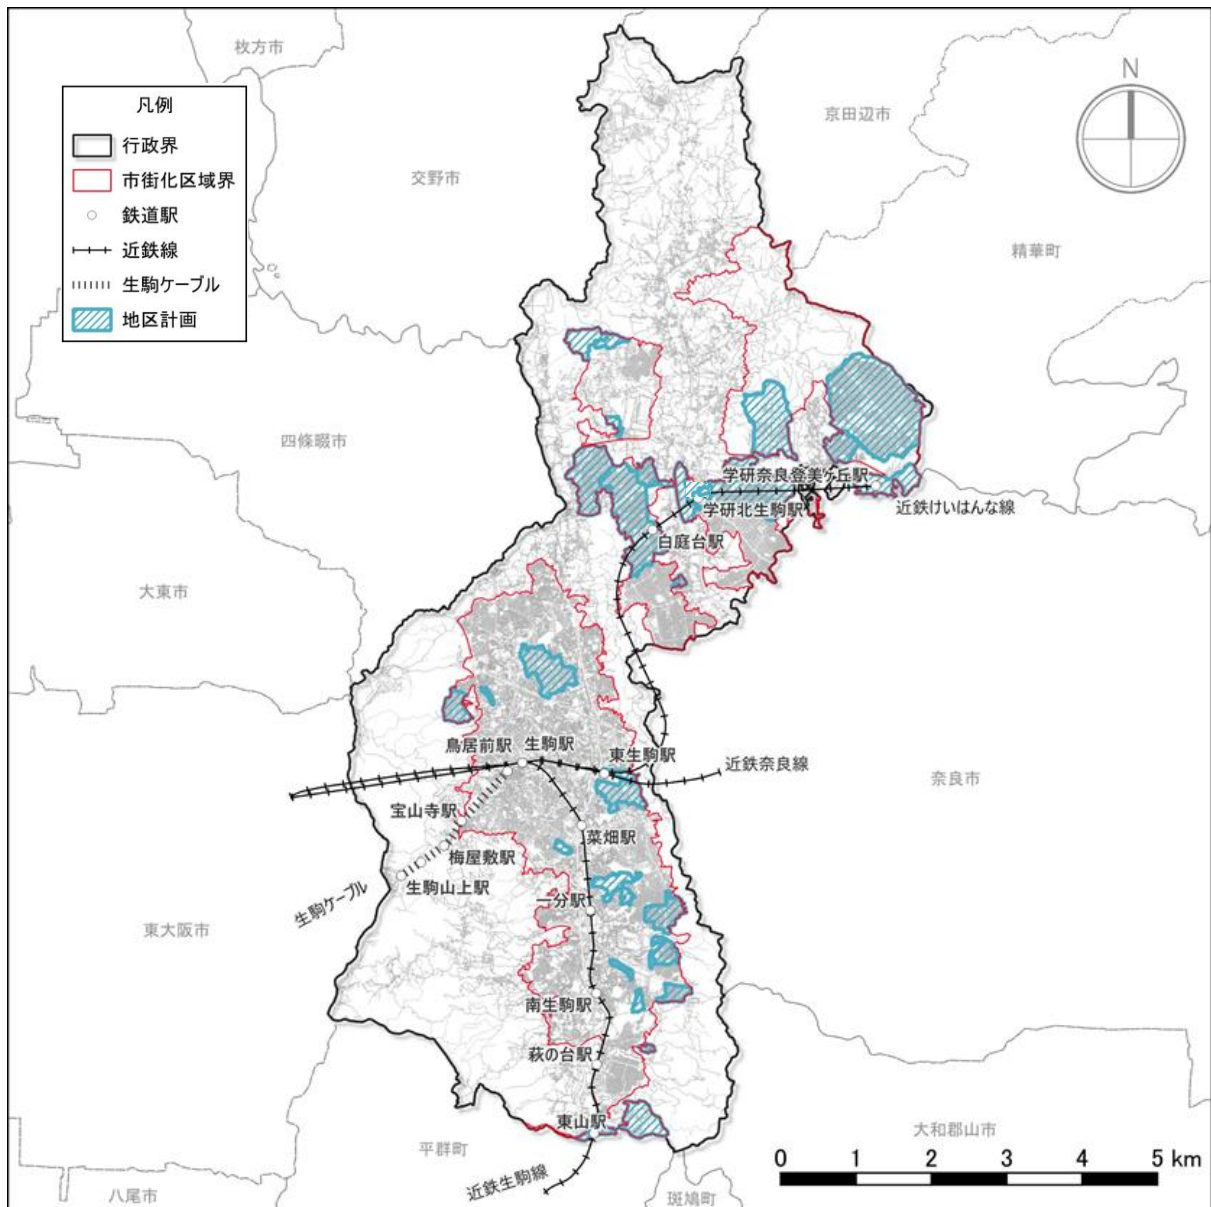 枚方市
N
凡例
行政界
市街化区域界
鉄道駅
近鉄線
生駒ケーブル
地区計画
京田辺市
交野市
精華町
四條畷市
学研奈良登美ケ丘駅
学研北生駒駅
近鉄けいはんな線
白庭台駅
大東市
鳥居前駅
生駒駅
東生駒駅
近鉄奈良線
奈良市
宝山寺駅
菜畑駅
梅屋敷駅
生駒山上駅
生駒ケーブル
一分駅
東大阪市
南生駒駅
萩の台駅
東山駅
平群町
大和郡山市
0 1 2 3 4 5 km
近鉄生駒線
八尾市
斑鳩町